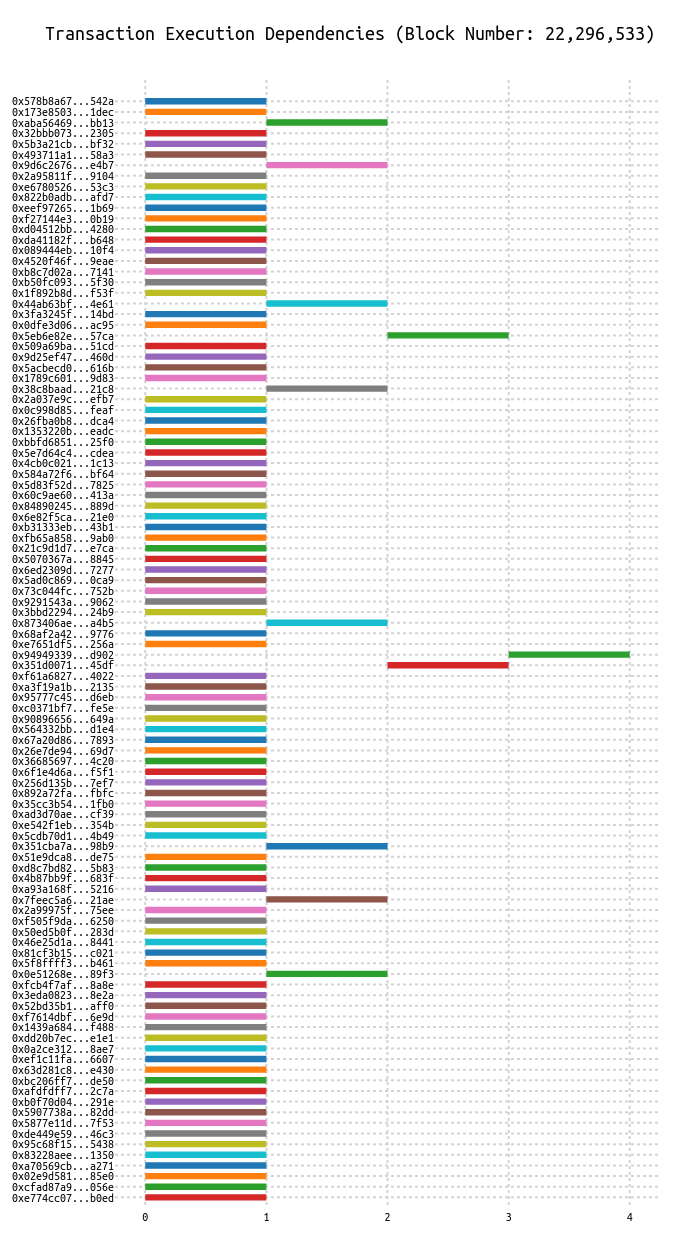 Transaction Execution Dependencies (Block Number: 22,296,533)
0x578b8a67...542a
0x173e8503...1dec
0xaba56469...bb13
0x32bbb073...2305
0x5b3a21cb...bf32
0x493711a1...58a3
0x9d6c2676...e4b7
0x2a95811f...9104
0xe6780526...53c3
0x822b0adb...afd7
0xeef97265...1b69
0xf27144e3...0b19
0xd04512bb...4280
0xda41182f...b648
0x089444eb...10f4
0x4520f46f...9eae
0xb8c7d02a...7141
0xb50fc093...5f30
0x1f892b8d...f53f
0x44ab63bf...4e61
0x3fa3245f...14bd
0x0dfe3d06...ac95
0x5eb6e82e...57ca
0x509a69ba...51cd
0x9d25ef47...460d
0x5acbecd0...616b
0x1789c601...9d83
0x38c8baad...21c8
0x2a037e9c...efb7
0x0c998d85...feaf
0x26fba0b8...dca4
0x1353220b...eadc
0xbbfd6851...25f0
0x5e7d64c4...cdea
0x4cb0c021...1c13
0x584a72f6...bf64
0x5d83f52d...7825
0x60c9ae60...413a
0x84890245...889d
0x6e82f5ca...21e0
0xb31333eb...43b1
0xfb65a858...9ab0
0x21c9d1d7...e7ca
0x5070367a...8845
0x6ed2309d...7277
0x5ad0c869...0ca9
0x73c044fc...752b
0x9291543a...9062
0x3bbd2294...24b9
0x873406ae...a4b5
0x68af2a42...9776
0xe7651df5...256a
0x94949339...d902
0x351d0071...45df
0xf61a6827...4022
0xa3f19a1b...2135
0x95777c45...d6eb
0xc0371bf7...fe5e
0x90896656...649a
0x564332bb...d1e4
0x67a20d86...7893
0x26e7de94...69d7
0x36685697...4c20
0x6f1e4d6a...f5f1
0x256d135b...7ef7
0x892a72fa...fbfc
0x35cc3b54...1fb0
0xad3d70ae...cf39
0xe542f1eb...354b
0x5cdb70d1...4b49
0x351cba7a...98b9
0x51e9dca8...de75
0xd8c7bd82...5b83
0x4b87bb9f...683f
0xa93a168f...5216
0x7feec5a6...21ae
0x2a99975f...75ee
0xf505f9da...6250
0x50ed5b0f...283d
0x46e25d1a...8441
0x81cf3b15...c021
0x5f8ffff3...b461
0x0e51268e...89f3
0xfcb4f7af...8a8e
0x3eda0823...8e2a
0x52bd35b1...aff0
0xf7614dbf...6e9d
0x1439a684...f488
0xdd20b7ec...e1e1
0x0a2ce312...8ae7
0xef1c11fa...6607
0x63d281c8...e430
0xbc206ff7...de50
0xafdfdff7...2c7a
0xb0f70d04...291e
0x5907738a...82dd
0x5877e11d...7f53
0xde449e59...46c3
0x95c68f15...5438
0x83228aee...1350
0xa70569cb...a271
0x02e9d581...85e0
0xcfad87a9...056e
0xe774cc07...b0ed
0 1 2 3 4